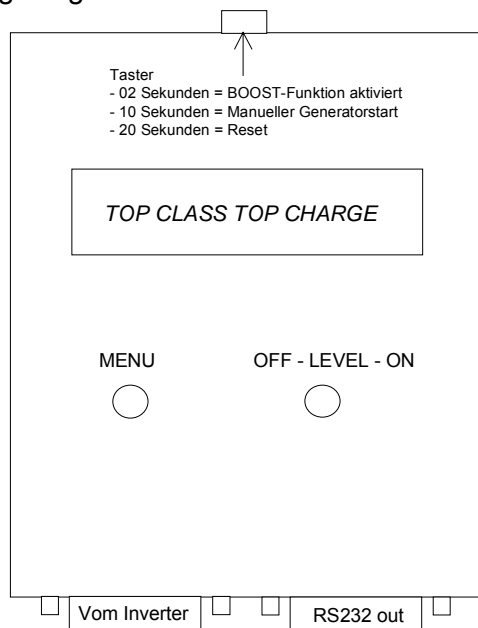 Taster
- 02 Sekunden = BOOST-Funktion aktiviert
- 10 Sekunden = Manueller Generatorstart
- 20 Sekunden = Reset
TOP CLASS TOP CHARGE
MENU OFF - LEVEL - ON
Vom Inverter RS232 out